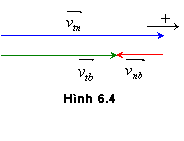 v_tn +
v_tb v_nb
Hình 6.4